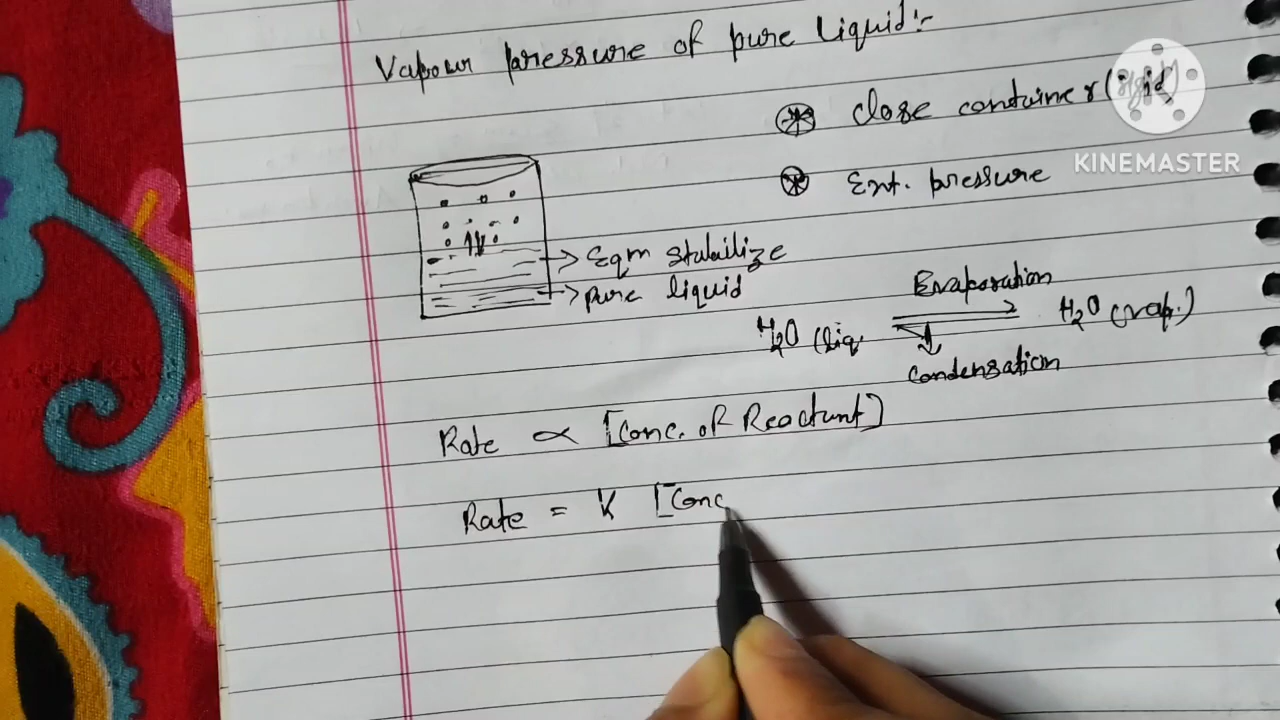 Vapour pressure of pure liquid:-
close container
KINEMASTER
Ext. pressure
Eqm stabilize
pure liquid
Evaporation
H2O (liq. H2O (vap.)
Condensation
Rate ∝ [Conc. of Reactant]
Rate = K [Conc